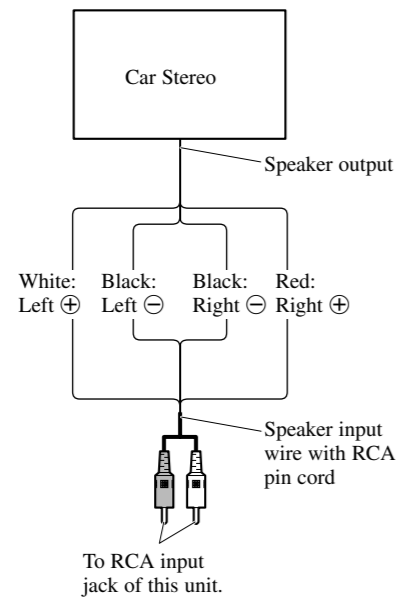 Car Stereo
Speaker output
White:
Left ⊕
Black:
Left ⊖
Black:
Right ⊖
Red:
Right ⊕
Speaker input
wire with RCA
pin cord
To RCA input
jack of this unit.